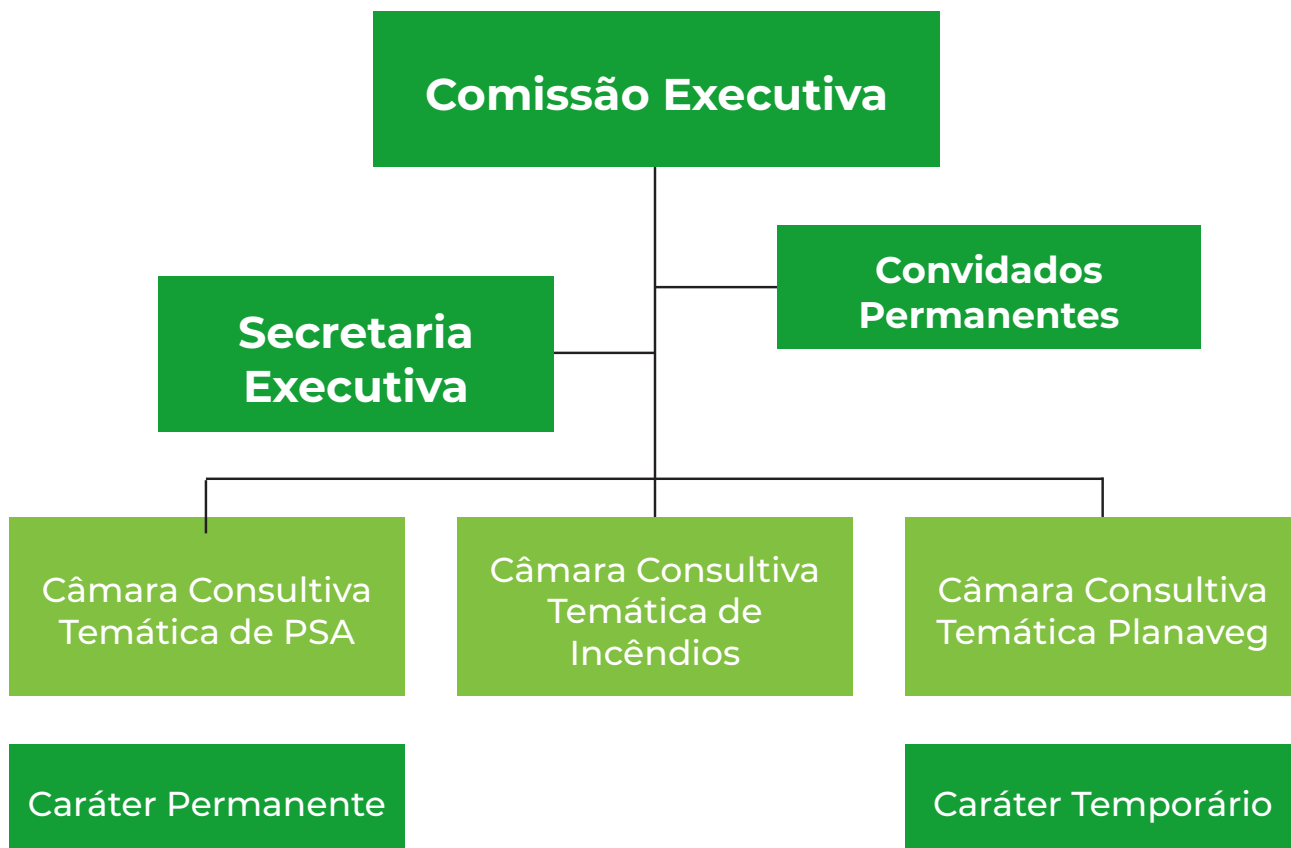 Comissão Executiva
Convidados
Permanentes
Secretaria
Executiva
Câmara Consultiva
Temática de PSA
Câmara Consultiva
Temática de
Incêndios
Câmara Consultiva
Temática Planaveg
Caráter Permanente
Caráter Temporário